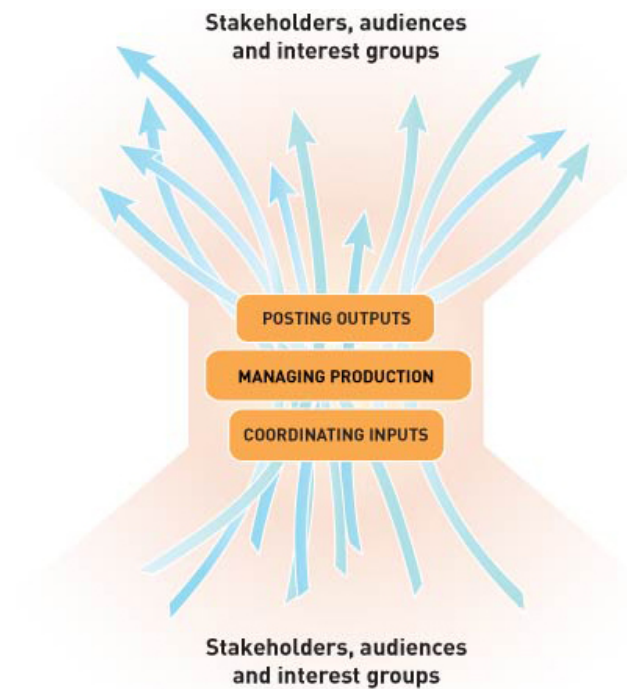 Stakeholders, audiences
and interest groups
POSTING OUTPUTS
MANAGING PRODUCTION
COORDINATING INPUTS
Stakeholders, audiences
and interest groups